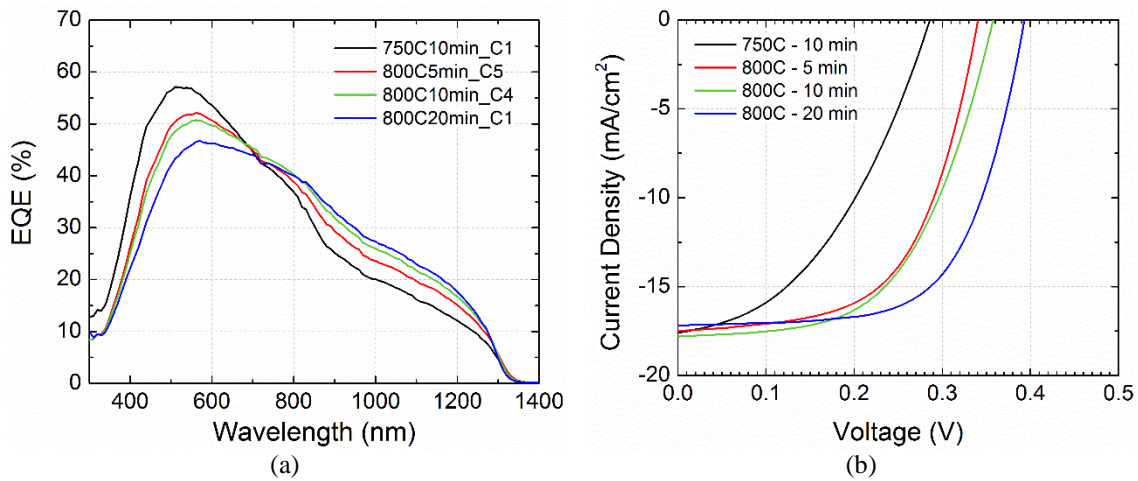 (a)
70
60
50
40
30
20
10
0
EQE (%)
750C10min_C1
800C5min_C5
800C10min_C4
800C20min_C1
400 600 800 1000 1200 1400
Wavelength (nm)
(b)
0
-5
-10
-15
-20
Current Density (mA/cm²)
750C - 10 min
800C - 5 min
800C - 10 min
800C - 20 min
0.0 0.1 0.2 0.3 0.4 0.5
Voltage (V)